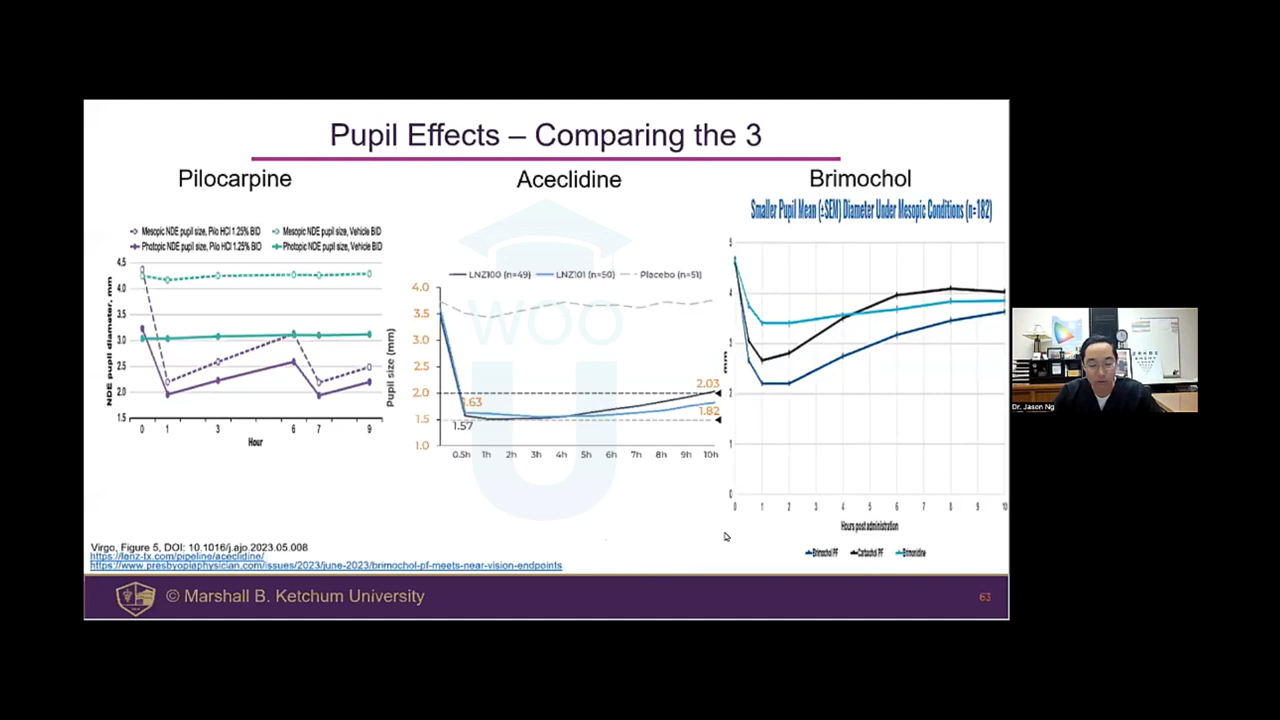 Pupil Effects – Comparing the 3
Pilocarpine
Aceclidine
Brimochol
Smaller Pupil Mean (±SEM) Diameter Under Mesopic Conditions (n=182)
Mesopic NDE pupil size, Pilo HCl 1.25% BID
Mesopic NDE pupil size, Vehicle BID
Photopic NDE pupil size, Pilo HCl 1.25% BID
Photopic NDE pupil size, Vehicle BID
NDE pupil diameter, mm
4.5
4.0
3.5
3.0
2.5
2.0
1.5
0 1 3 6 7 9
Hour
LNZ100 (n=49) LNZ101 (n=50) Placebo (n=51)
Pupil size (mm)
4.0
3.5
3.0
2.5
2.0
1.5
1.0
.63
1.57
2.03
1.82
0.5h 1h 2h 3h 4h 5h 6h 7h 8h 9h 10h
WOO
U
mm
5
4
3
2
1
0
0 1 2 3 4 5 6 7 8 9 10
Hours post administration
Brimochol PF Carbachol PF Brimonidine
Virgo, Figure 5, DOI: 10.1016/j.ajo.2023.05.008
https://lenz-tx.com/pipeline/aceclidine/
https://www.presbyopiaphysician.com/issues/2023/june-2023/brimochol-pf-meets-near-vision-endpoints
© Marshall B. Ketchum University
63
Dr. Jason Ng